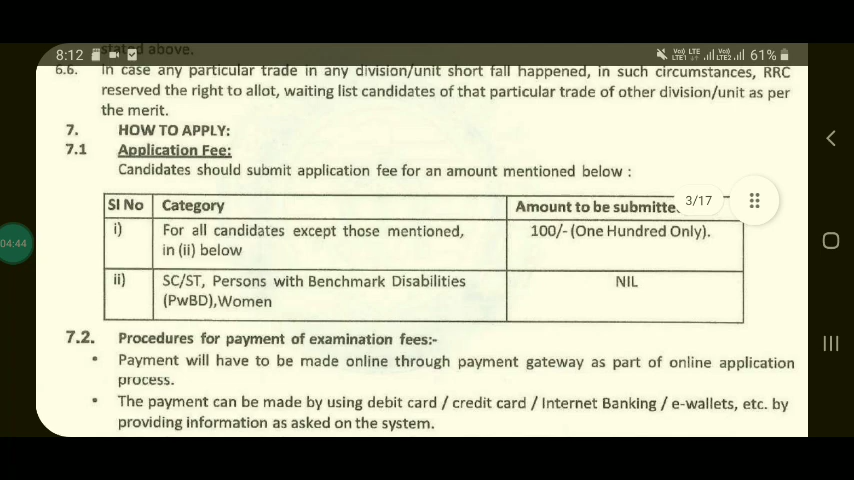 8:12
61%
stated above.
6.6. In case any particular trade in any division/unit short fall happened, in such circumstances, RRC
reserved the right to allot, waiting list candidates of that particular trade of other division/unit as per
the merit.
7. HOW TO APPLY:
7.1 Application Fee:
Candidates should submit application fee for an amount mentioned below :
3/17
Sl No Category Amount to be submitte
i) For all candidates except those mentioned, 100/- (One Hundred Only).
in (ii) below
ii) SC/ST, Persons with Benchmark Disabilities NIL
(PwBD),Women
04:44
7.2. Procedures for payment of examination fees:-
• Payment will have to be made online through payment gateway as part of online application
process.
• The payment can be made by using debit card / credit card / Internet Banking / e-wallets, etc. by
providing information as asked on the system.